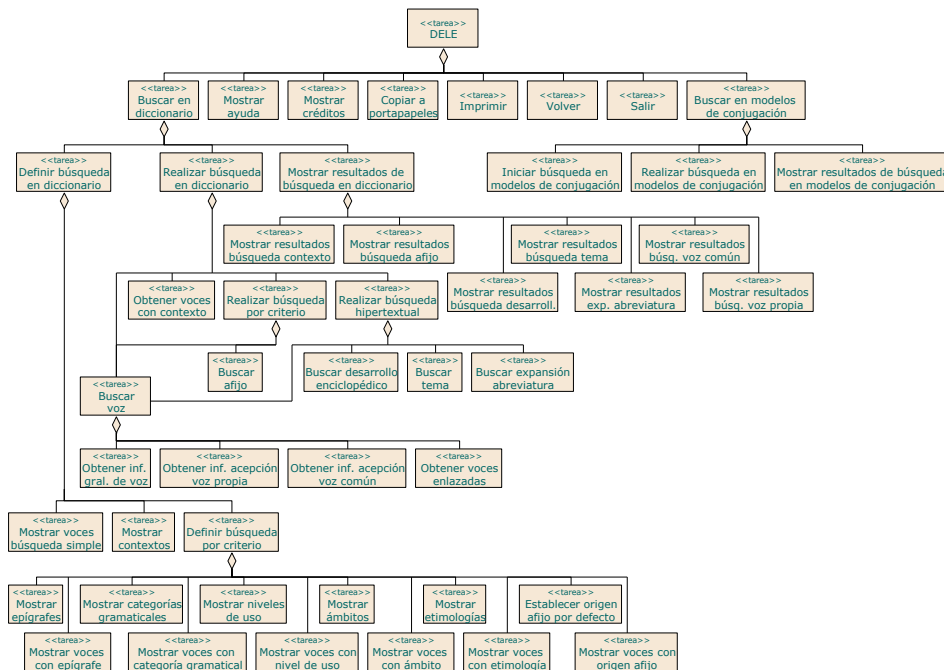 <<tarea>>
DELE
<<tarea>>
Buscar en
diccionario
<<tarea>>
Mostrar
ayuda
<<tarea>>
Mostrar
créditos
<<tarea>>
Copiar a
portapapeles
<<tarea>>
Imprimir
<<tarea>>
Volver
<<tarea>>
Salir
<<tarea>>
Buscar en modelos
de conjugación
<<tarea>>
Definir búsqueda
en diccionario
<<tarea>>
Realizar búsqueda
en diccionario
<<tarea>>
Mostrar resultados de
búsqueda en diccionario
<<tarea>>
Iniciar búsqueda en
modelos de conjugación
<<tarea>>
Realizar búsqueda en
modelos de conjugación
<<tarea>>
Mostrar resultados de búsqueda
en modelos de conjugación
<<tarea>>
Mostrar resultados
búsqueda contexto
<<tarea>>
Mostrar resultados
búsqueda afijo
<<tarea>>
Mostrar resultados
búsqueda tema
<<tarea>>
Mostrar resultados
búsq. voz común
<<tarea>>
Mostrar resultados
búsqueda desarroll.
<<tarea>>
Mostrar resultados
exp. abreviatura
<<tarea>>
Mostrar resultados
búsq. voz propia
<<tarea>>
Obtener voces
con contexto
<<tarea>>
Realizar búsqueda
por criterio
<<tarea>>
Realizar búsqueda
hipertextual
<<tarea>>
Buscar
afijo
<<tarea>>
Buscar desarrollo
enciclopédico
<<tarea>>
Buscar
tema
<<tarea>>
Buscar expansión
abreviatura
<<tarea>>
Buscar
voz
<<tarea>>
Obtener inf.
gral. de voz
<<tarea>>
Obtener inf. acepción
voz propia
<<tarea>>
Obtener inf. acepción
voz común
<<tarea>>
Obtener voces
enlazadas
<<tarea>>
Mostrar voces
búsqueda simple
<<tarea>>
Mostrar
contextos
<<tarea>>
Definir búsqueda
por criterio
<<tarea>>
Mostrar
epígrafes
<<tarea>>
Mostrar categorías
gramaticales
<<tarea>>
Mostrar niveles
de uso
<<tarea>>
Mostrar
ámbitos
<<tarea>>
Mostrar
etimologías
<<tarea>>
Establecer origen
afijo por defecto
<<tarea>>
Mostrar voces
con epígrafe
<<tarea>>
Mostrar voces con
categoría gramatical
<<tarea>>
Mostrar voces con
nivel de uso
<<tarea>>
Mostrar voces
con ámbito
<<tarea>>
Mostrar voces
con etimología
<<tarea>>
Mostrar voces con
origen afijo